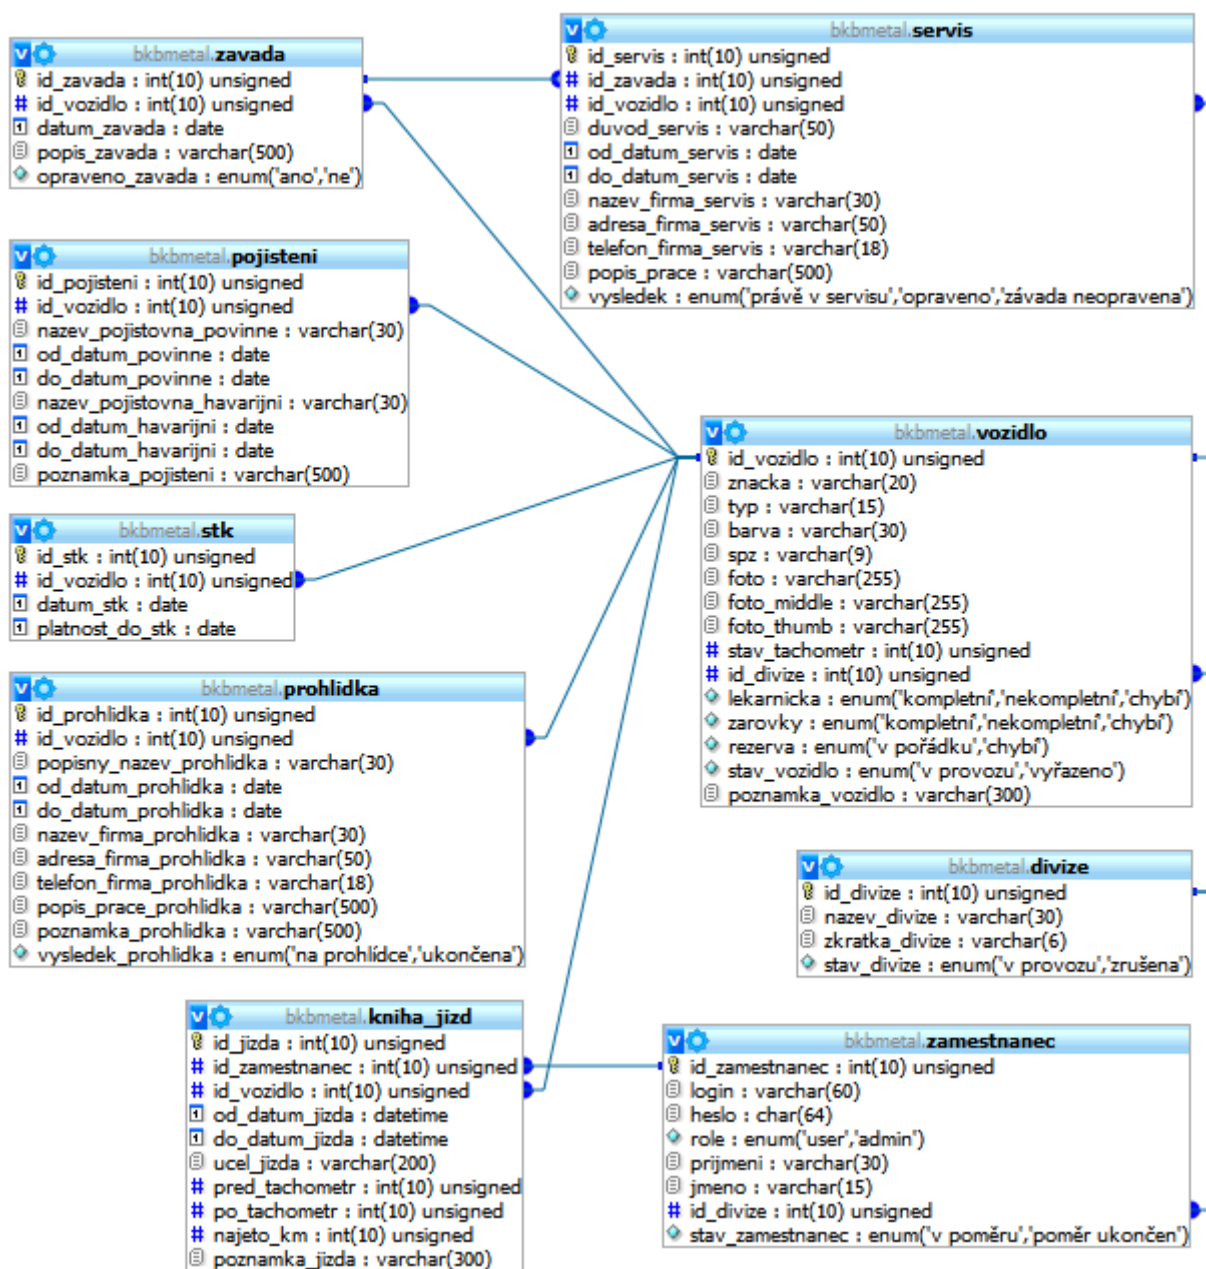 bkbmetal.zavada
id_zavada : int(10) unsigned
id_vozidlo : int(10) unsigned
datum_zavada : date
popis_zavada : varchar(500)
opraveno_zavada : enum('ano','ne')
bkbmetal.servis
id_servis : int(10) unsigned
id_zavada : int(10) unsigned
id_vozidlo : int(10) unsigned
duvod_servis : varchar(50)
od_datum_servis : date
do_datum_servis : date
nazev_firma_servis : varchar(30)
adresa_firma_servis : varchar(50)
telefon_firma_servis : varchar(18)
popis_prace : varchar(500)
vysledek : enum('právě v servisu','opraveno','závada neopravena')
bkbmetal.pojisteni
id_pojisteni : int(10) unsigned
id_vozidlo : int(10) unsigned
nazev_pojistovna_povinne : varchar(30)
od_datum_povinne : date
do_datum_povinne : date
nazev_pojistovna_havarijni : varchar(30)
od_datum_havarijni : date
do_datum_havarijni : date
poznamka_pojisteni : varchar(500)
bkbmetal.vozidlo
id_vozidlo : int(10) unsigned
znacka : varchar(20)
typ : varchar(15)
barva : varchar(30)
spz : varchar(9)
foto : varchar(255)
foto_middle : varchar(255)
foto_thumb : varchar(255)
stav_tachometr : int(10) unsigned
id_divize : int(10) unsigned
lekarnicka : enum('kompletní','nekompletní','chybí')
zarovky : enum('kompletní','nekompletní','chybí')
rezerva : enum('v pořádku','chybí')
stav_vozidlo : enum('v provozu','vyřazeno')
poznamka_vozidlo : varchar(300)
bkbmetal.stk
id_stk : int(10) unsigned
id_vozidlo : int(10) unsigned
datum_stk : date
platnost_do_stk : date
bkbmetal.prohlidka
id_prohlidka : int(10) unsigned
id_vozidlo : int(10) unsigned
popisny_nazev_prohlidka : varchar(30)
od_datum_prohlidka : date
do_datum_prohlidka : date
nazev_firma_prohlidka : varchar(30)
adresa_firma_prohlidka : varchar(50)
telefon_firma_prohlidka : varchar(18)
popis_prace_prohlidka : varchar(500)
poznamka_prohlidka : varchar(500)
vysledek_prohlidka : enum('na prohlídce','ukončena')
bkbmetal.divize
id_divize : int(10) unsigned
nazev_divize : varchar(30)
zkratka_divize : varchar(6)
stav_divize : enum('v provozu','zrušena')
bkbmetal.kniha_jizd
id_jizda : int(10) unsigned
id_zamestnanec : int(10) unsigned
id_vozidlo : int(10) unsigned
od_datum_jizda : datetime
do_datum_jizda : datetime
ucel_jizda : varchar(200)
pred_tachometr : int(10) unsigned
po_tachometr : int(10) unsigned
najeto_km : int(10) unsigned
poznamka_jizda : varchar(300)
bkbmetal.zamestnanec
id_zamestnanec : int(10) unsigned
login : varchar(60)
heslo : char(64)
role : enum('user','admin')
prijmeni : varchar(30)
jmeno : varchar(15)
id_divize : int(10) unsigned
stav_zamestnanec : enum('v poměru','poměr ukončen')